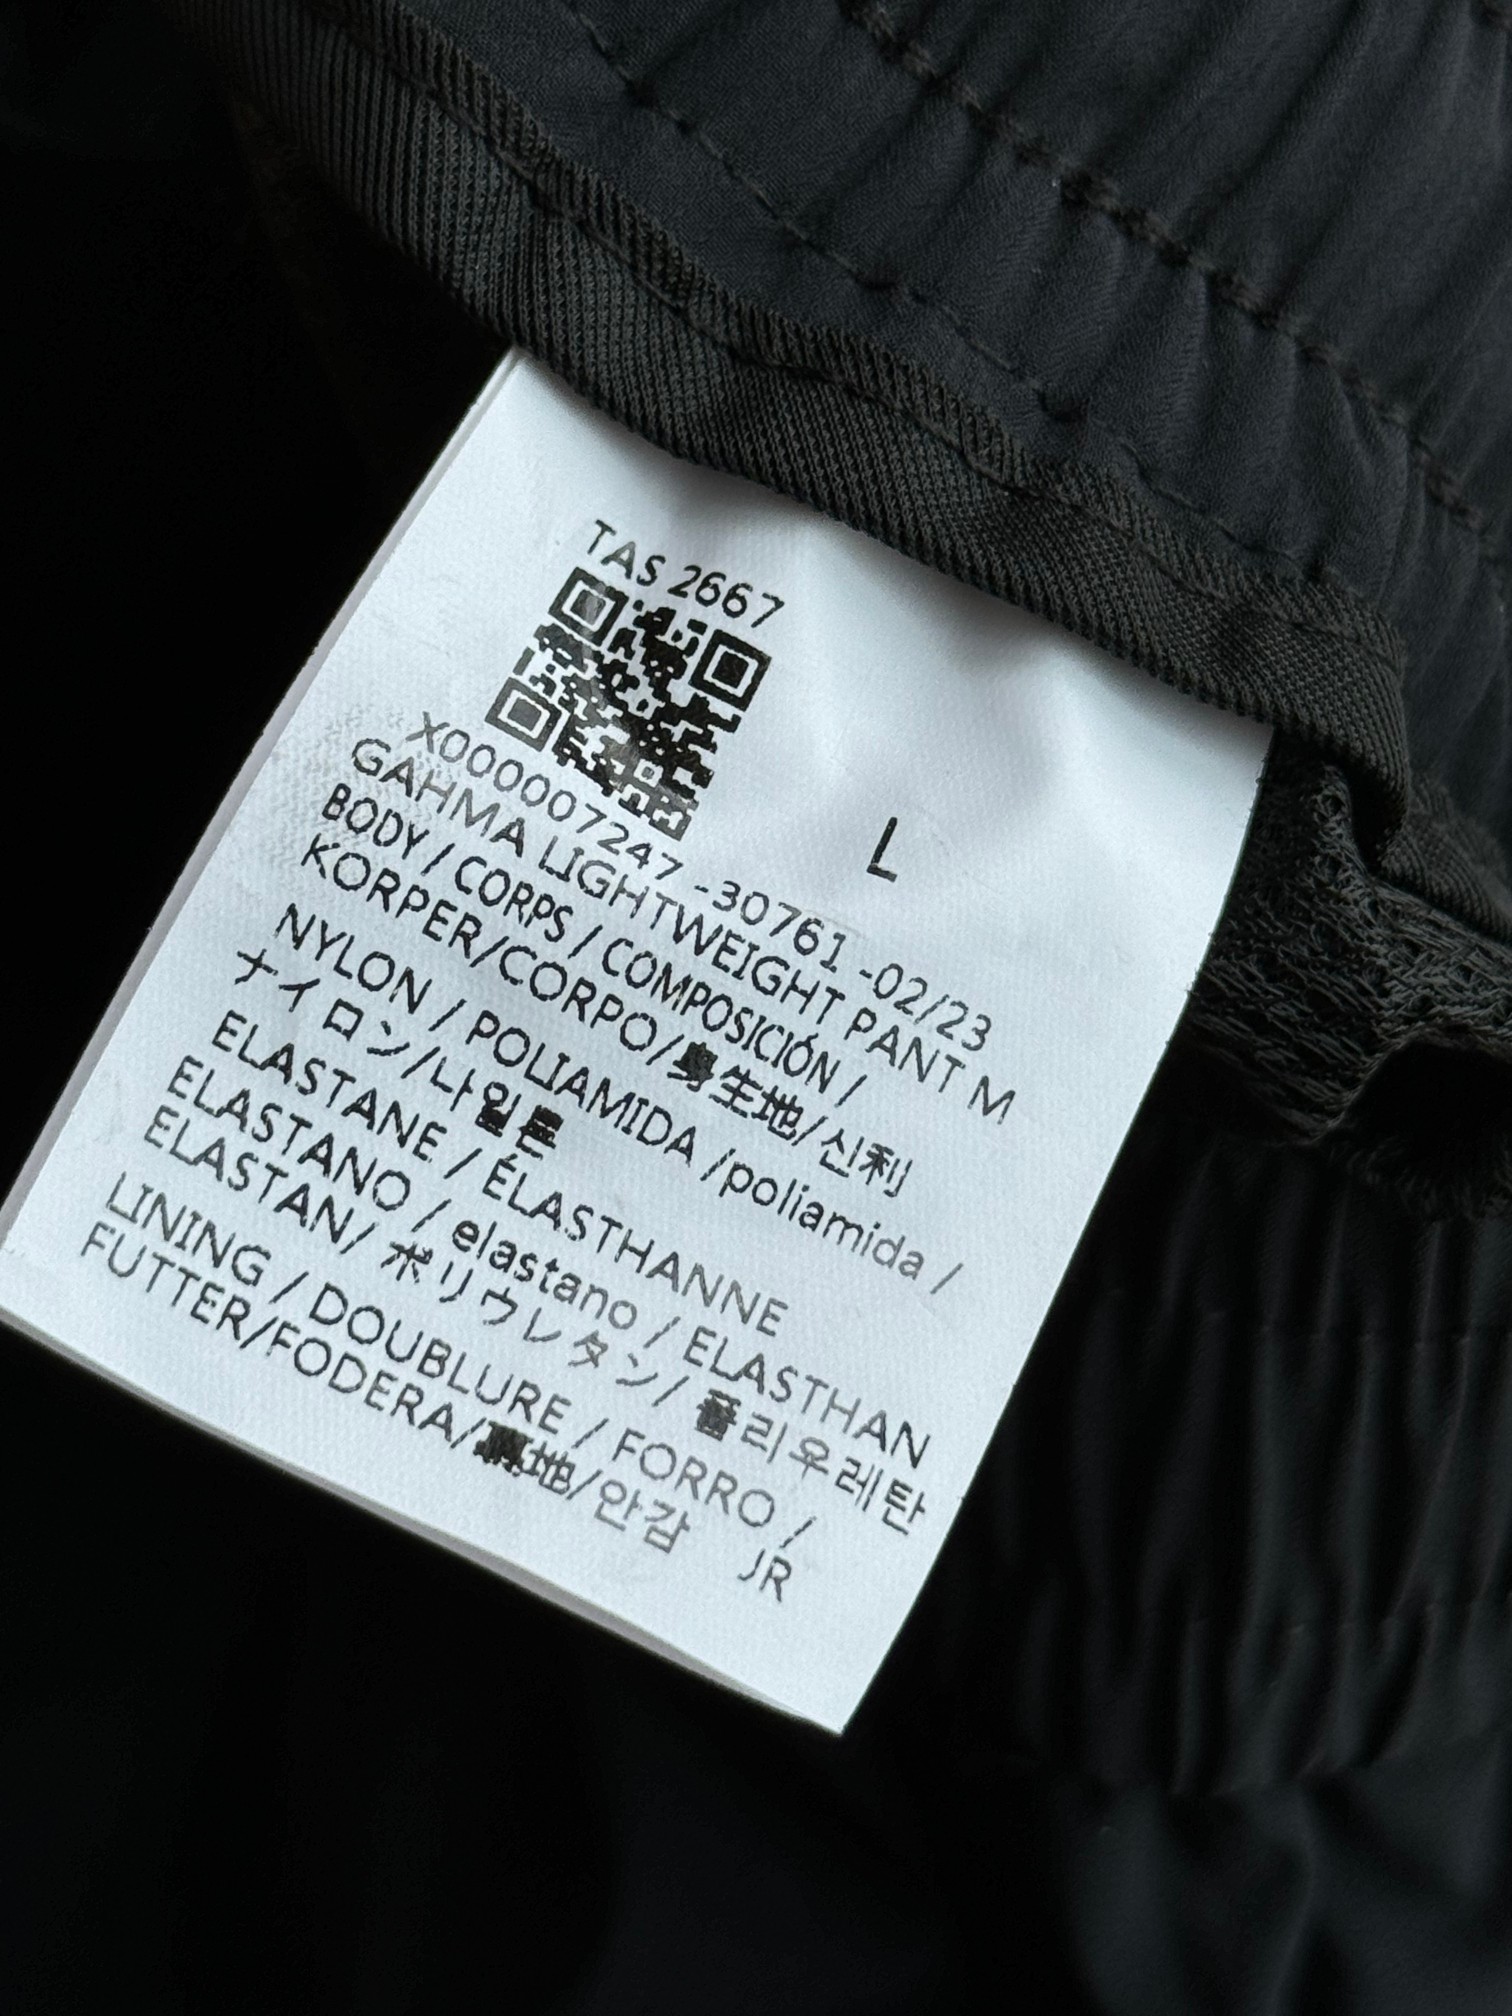 TAS 2667
L
X000007247 -30761 -02/23
GAHMA LIGHTWEIGHT PANT M
BODY / CORPS / COMPOSICIÓN /
KORPER/CORPO/身生地/신利
NYLON / POLIAMIDA /poliamida /
ナイロン/나일론
ELASTANE / ÉLASTHANNE
ELASTANO / elastano / ELASTHAN
ELASTAN/ ポリウレタン/ 폴리우레탄
LINING / DOUBLURE / FORRO /
FUTTER/FODERA/裏地/안감 JR